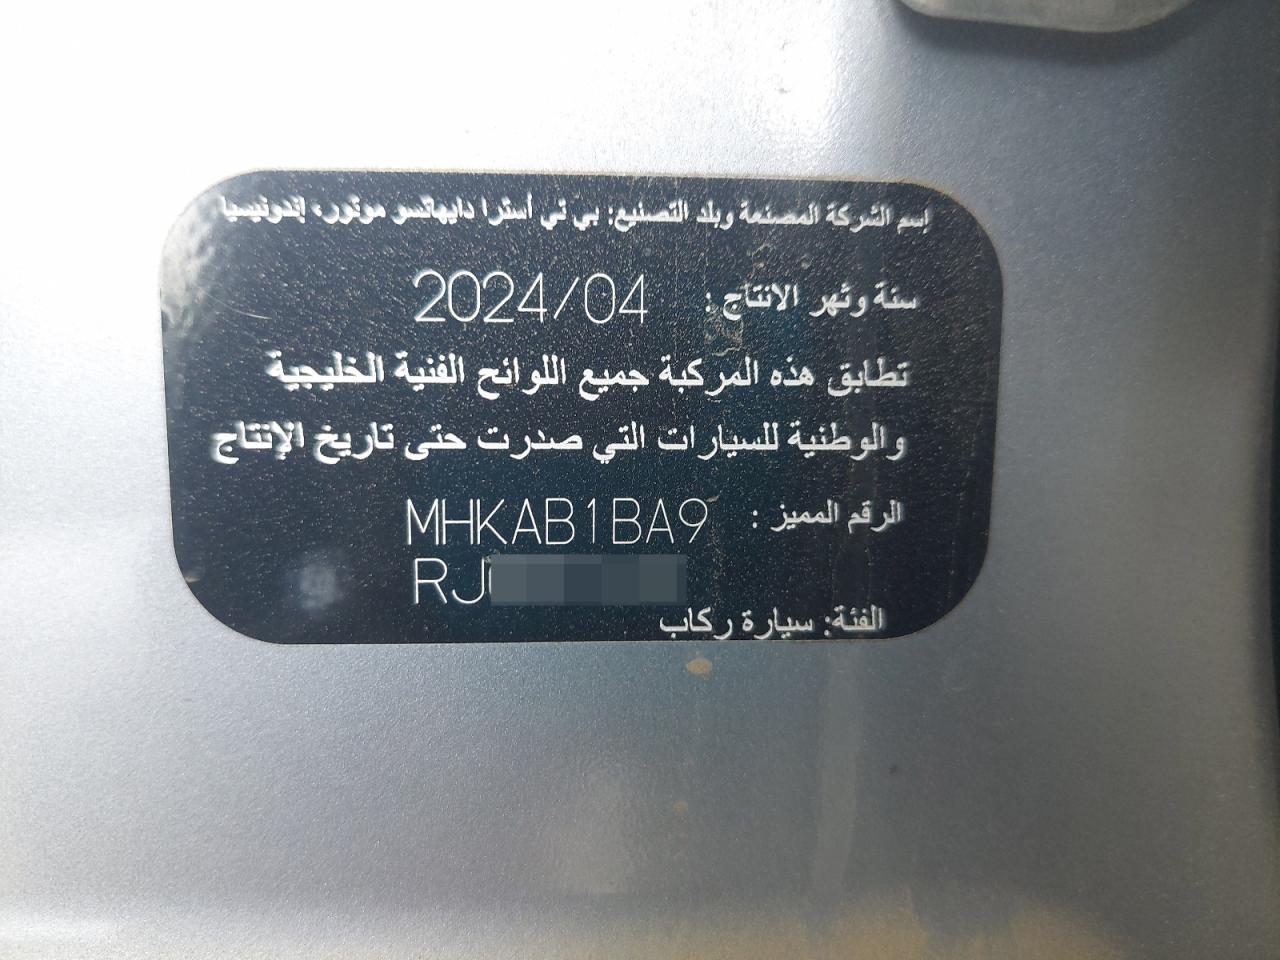 إسم الشركة المصنعة وبلد التصنيع: بي تي أسترا دايهاتسو موتور، إندونيسيا
سنة وشهر الانتاج : 2024/04
تطابق هذه المركبة جميع اللوائح الفنية الخليجية
والوطنية للسيارات التي صدرت حتى تاريخ الإنتاج
الرقم المميز : MHKAB1BA9
RJ
الفئة: سيارة ركاب